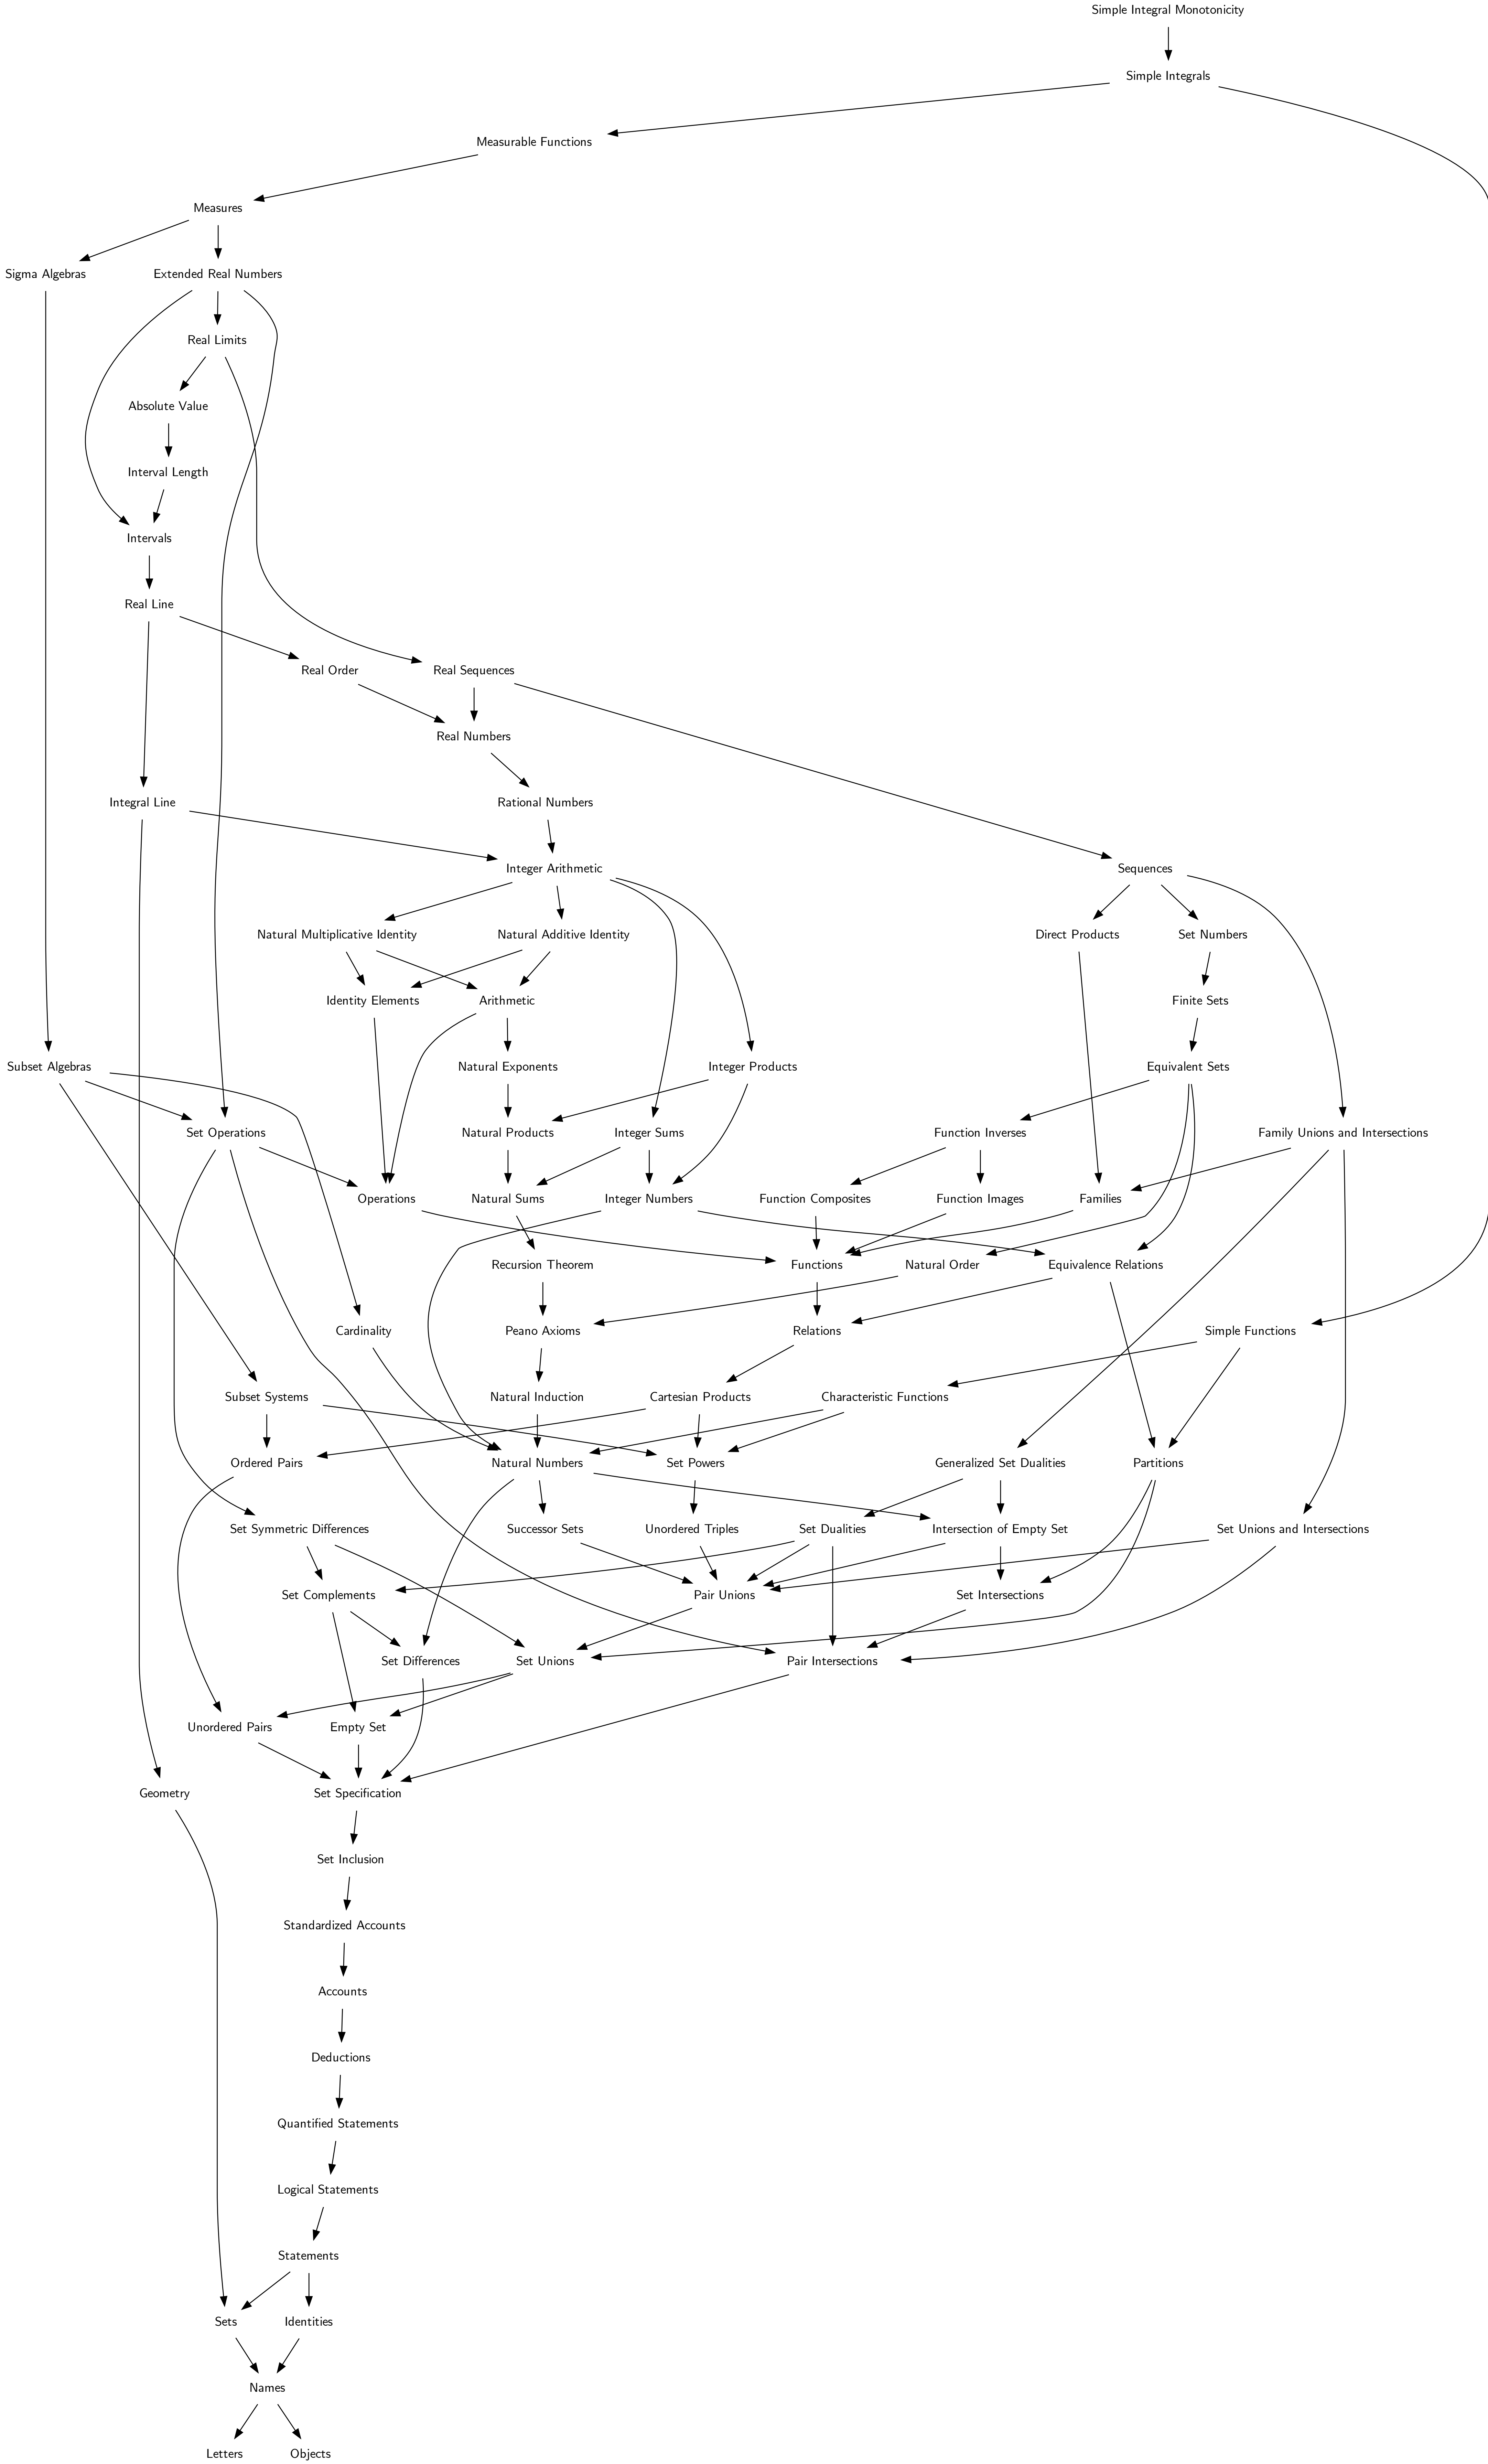 Simple Integral Monotonicity
Simple Integrals
Measurable Functions
Measures
Sigma Algebras
Extended Real Numbers
Real Limits
Absolute Value
Interval Length
Intervals
Real Line
Real Order
Real Sequences
Real Numbers
Integral Line
Rational Numbers
Integer Arithmetic
Sequences
Natural Multiplicative Identity
Natural Additive Identity
Direct Products
Set Numbers
Identity Elements
Arithmetic
Finite Sets
Subset Algebras
Natural Exponents
Integer Products
Equivalent Sets
Set Operations
Natural Products
Integer Sums
Function Inverses
Family Unions and Intersections
Operations
Natural Sums
Integer Numbers
Function Composites
Function Images
Families
Recursion Theorem
Functions
Natural Order
Equivalence Relations
Cardinality
Peano Axioms
Relations
Simple Functions
Subset Systems
Natural Induction
Cartesian Products
Characteristic Functions
Ordered Pairs
Natural Numbers
Set Powers
Generalized Set Dualities
Partitions
Set Symmetric Differences
Successor Sets
Unordered Triples
Set Dualities
Intersection of Empty Set
Set Unions and Intersections
Set Complements
Pair Unions
Set Intersections
Set Differences
Set Unions
Pair Intersections
Unordered Pairs
Empty Set
Geometry
Set Specification
Set Inclusion
Standardized Accounts
Accounts
Deductions
Quantified Statements
Logical Statements
Statements
Sets
Identities
Names
Letters
Objects